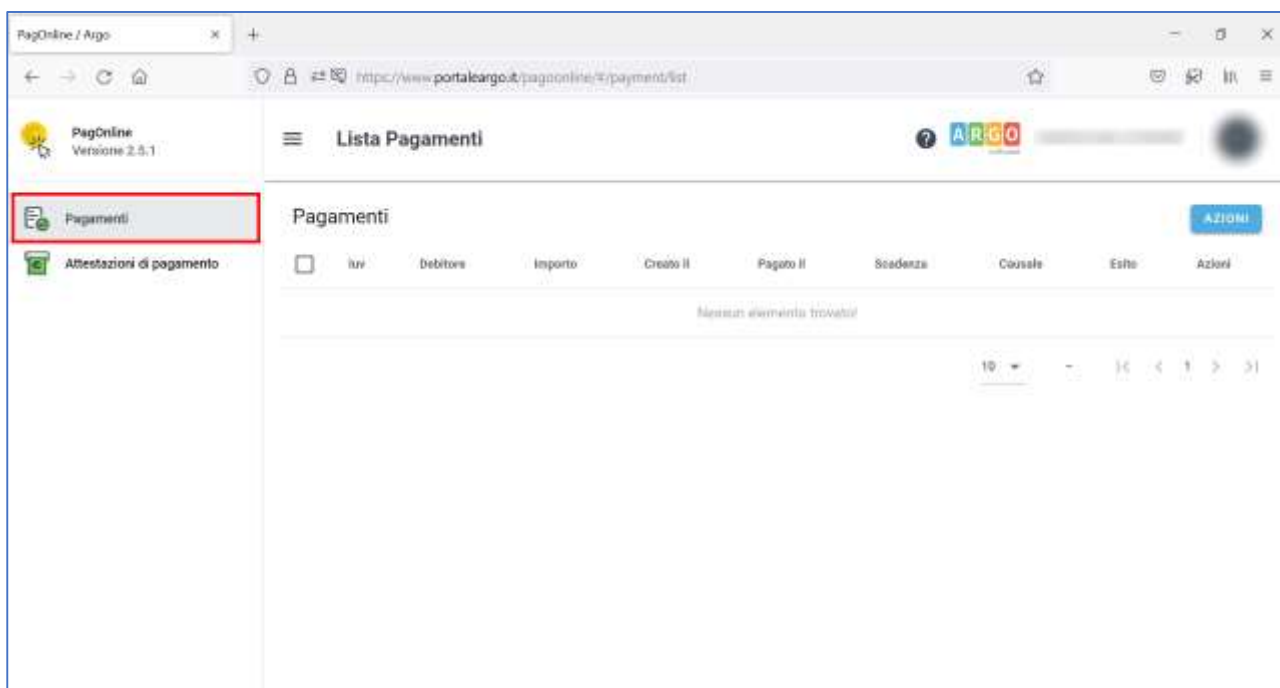 PagOnline / Argo
https://www.portaleargo.it/pagonline/#/payment/list
PagOnline
Versione 2.5.1
Lista Pagamenti
ARGO
Pagamenti
Attestazioni di pagamento
Pagamenti
AZIONI
Iuv Debitore Importo Creato il Pagato il Scadenza Causale Esito Azioni
Nessun elemento trovato!
10 - 1